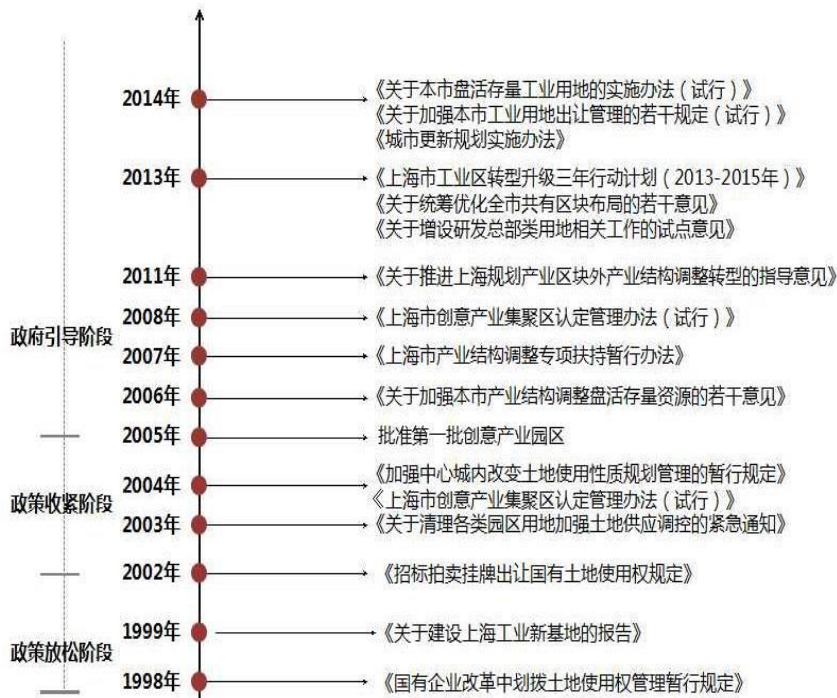 2014年
《关于本市盘活存量工业用地的实施办法（试行）》
《关于加强本市工业用地出让管理的若干规定（试行）》
《城市更新规划实施办法》
2013年
《上海市工业区转型升级三年行动计划（2013-2015年）》
《关于统筹优化全市共有区块布局的若干意见》
《关于增设研发总部类用地相关工作的试点意见》
2011年
《关于推进上海规划产业区块外产业结构调整转型的指导意见》
2008年
《上海市创意产业集聚区认定管理办法（试行）》
政府引导阶段
2007年
《上海市产业结构调整专项扶持暂行办法》
2006年
《关于加强本市产业结构调整盘活存量资源的若干意见》
2005年
批准第一批创意产业园区
2004年
《加强中心城内改变土地使用性质规划管理的暂行规定》
《上海市创意产业集聚区认定管理办法（试行）》
政策收紧阶段
2003年
《关于清理各类园区用地加强土地供应调控的紧急通知》
2002年
《招标拍卖挂牌出让国有土地使用权规定》
1999年
《关于建设上海工业新基地的报告》
政策放松阶段
1998年
《国有企业改革中划拨土地使用权管理暂行规定》